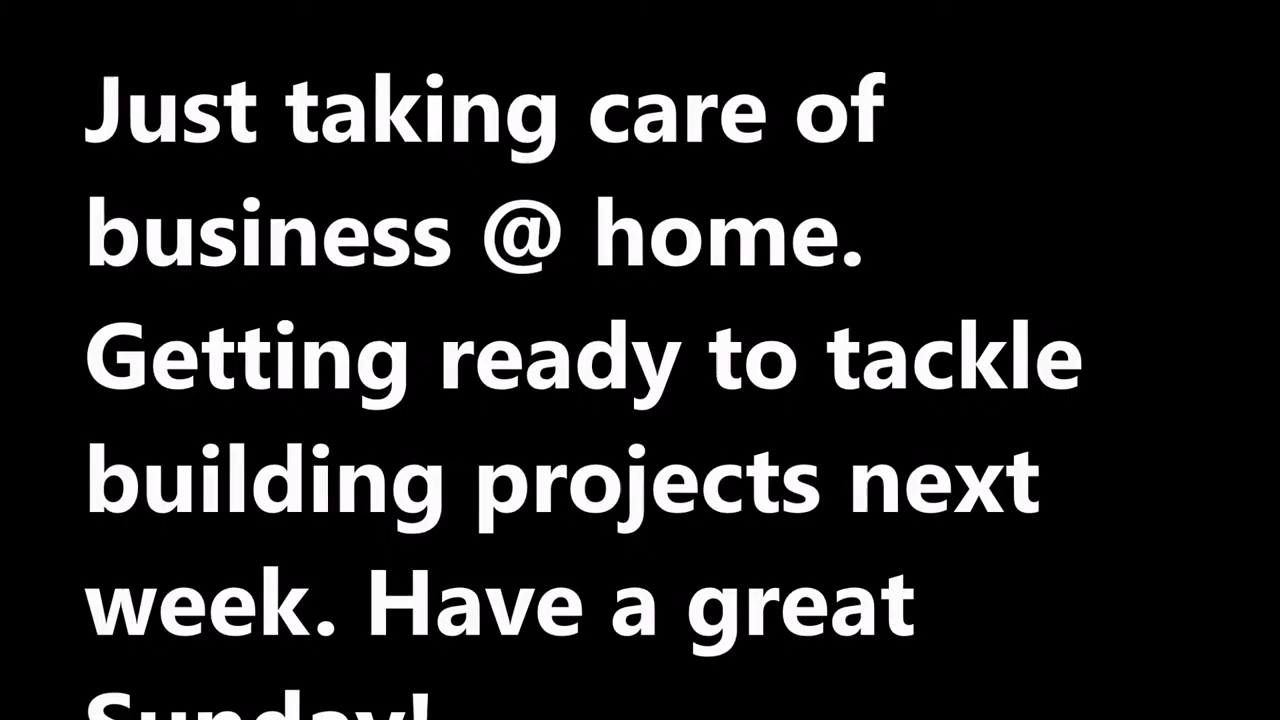 Just taking care of
business @ home.
Getting ready to tackle
building projects next
week. Have a great
Sunday!